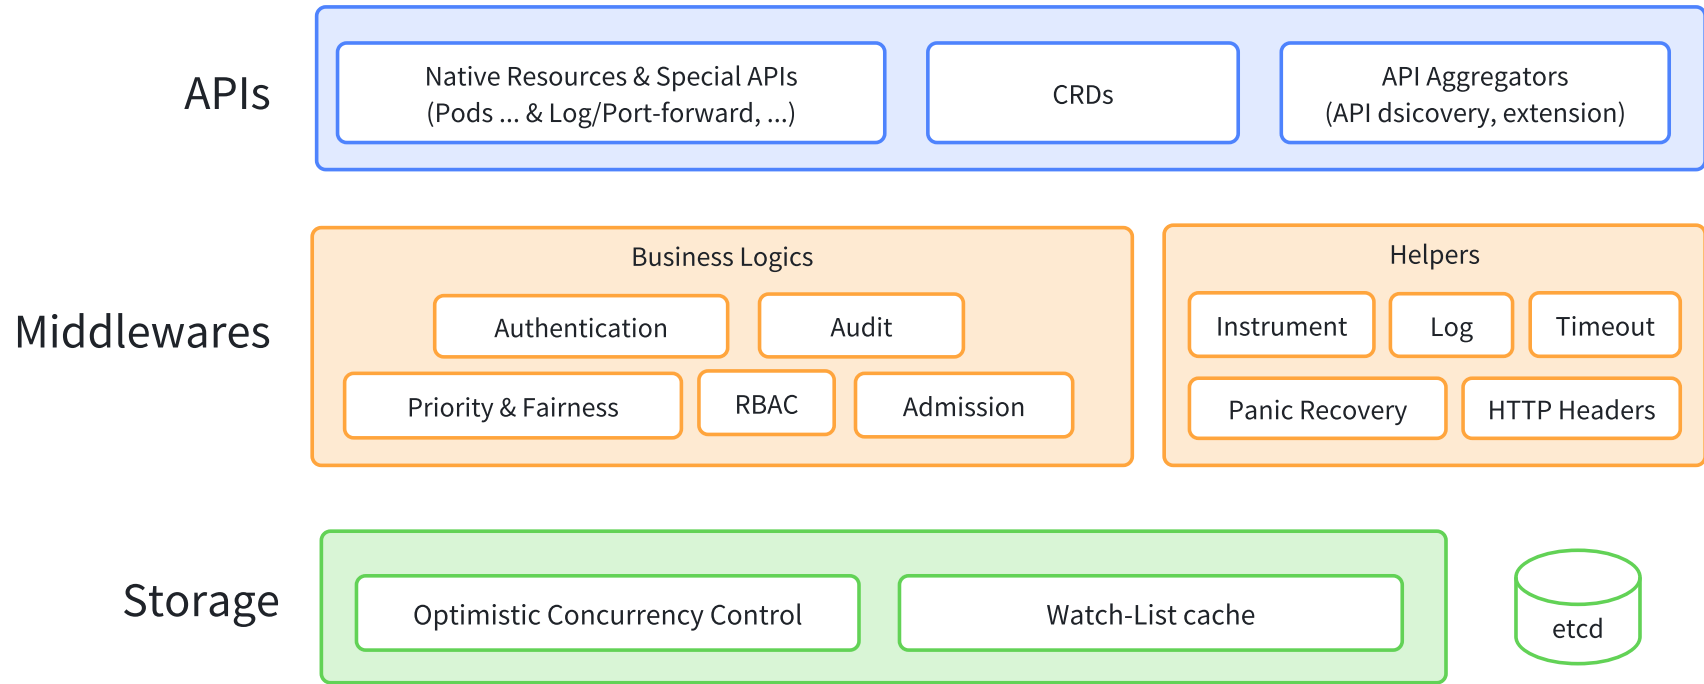 APIs
Native Resources & Special APIs
(Pods ... & Log/Port-forward, ...)
CRDs
API Aggregators
(API dsicovery, extension)
Middlewares
Business Logics
Authentication
Audit
Priority & Fairness
RBAC
Admission
Helpers
Instrument
Log
Timeout
Panic Recovery
HTTP Headers
Storage
Optimistic Concurrency Control
Watch-List cache
etcd